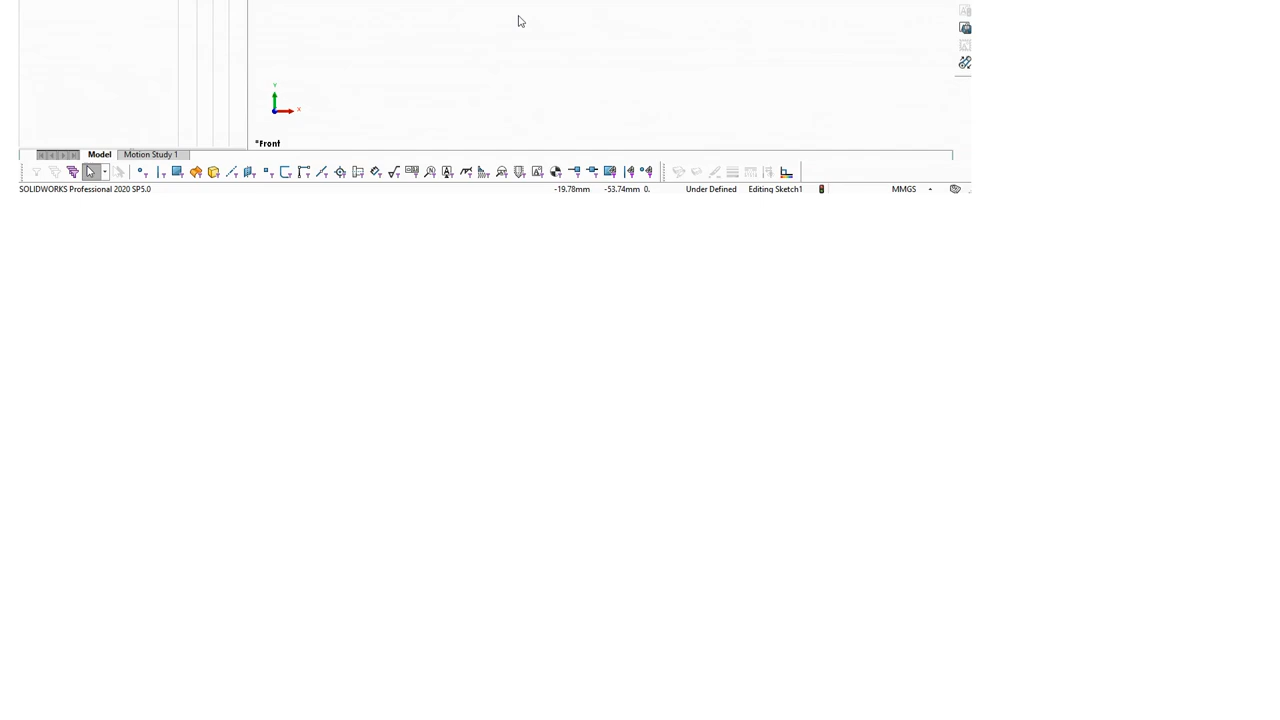 Y
X
*Front
Model Motion Study 1
SOLIDWORKS Professional 2020 SP5.0 -19.78mm -53.74mm 0. Under Defined Editing Sketch1 MMGS